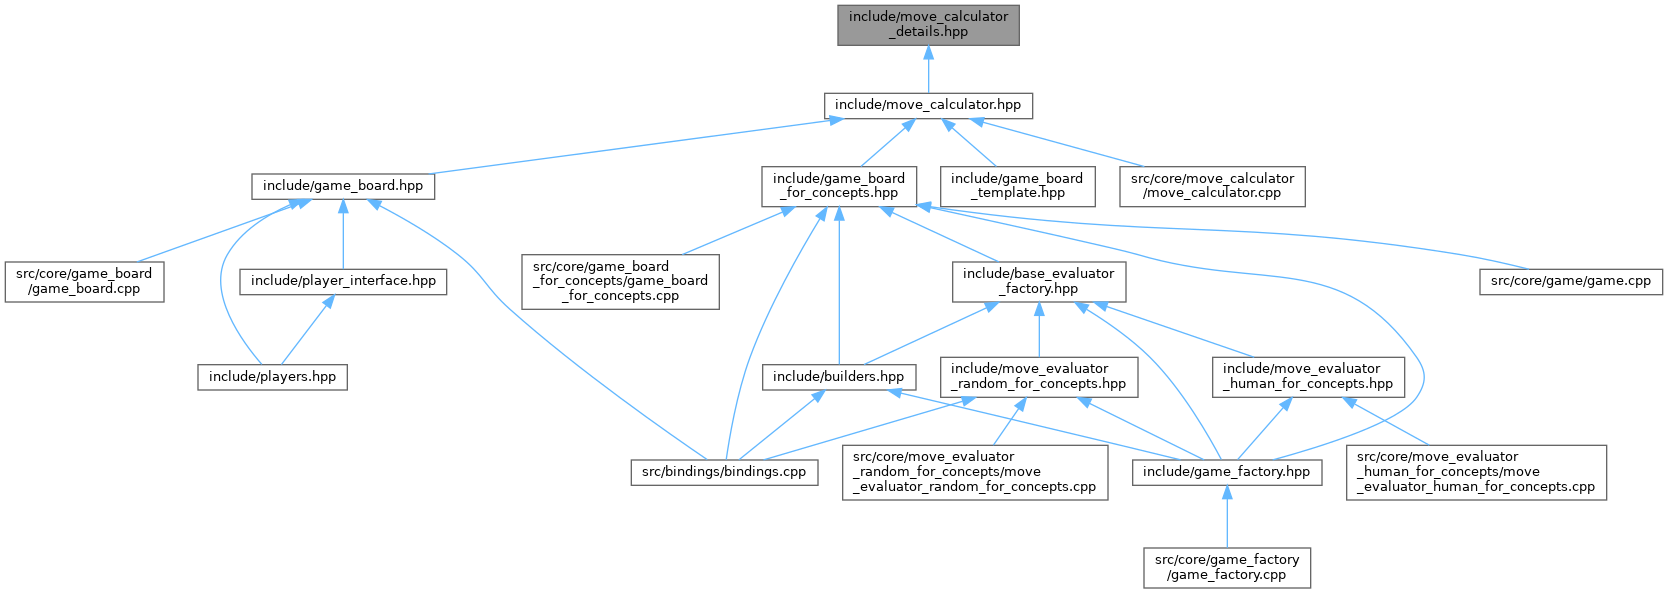 include/move_calculator
_details.hpp
include/move_calculator.hpp
include/game_board.hpp
include/game_board
_for_concepts.hpp
include/game_board
_template.hpp
src/core/move_calculator
/move_calculator.cpp
src/core/game_board
/game_board.cpp
include/player_interface.hpp
src/core/game_board
_for_concepts/game_board
_for_concepts.cpp
include/base_evaluator
_factory.hpp
src/core/game/game.cpp
include/players.hpp
include/builders.hpp
include/move_evaluator
_random_for_concepts.hpp
include/move_evaluator
_human_for_concepts.hpp
src/bindings/bindings.cpp
src/core/move_evaluator
_random_for_concepts/move
_evaluator_random_for_concepts.cpp
include/game_factory.hpp
src/core/move_evaluator
_human_for_concepts/move
_evaluator_human_for_concepts.cpp
src/core/game_factory
/game_factory.cpp